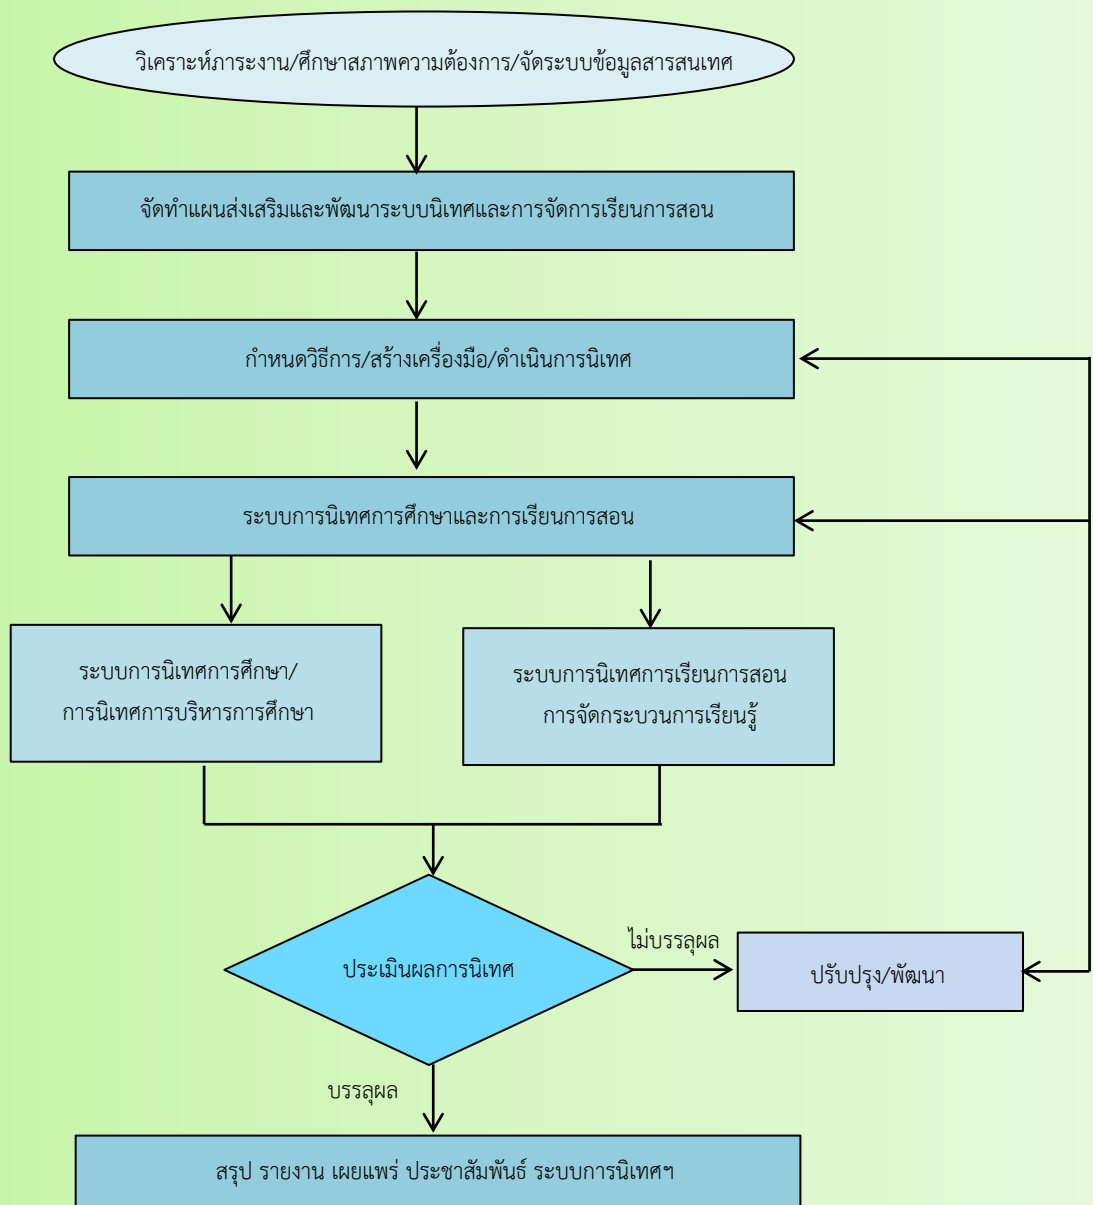 วิเคราะห์ภาระงาน/ศึกษาสภาพความต้องการ/จัดระบบข้อมูลสารสนเทศ
จัดทำแผนส่งเสริมและพัฒนาระบบนิเทศและการจัดการเรียนการสอน
กำหนดวิธีการ/สร้างเครื่องมือ/ดำเนินการนิเทศ
ระบบการนิเทศการศึกษาและการเรียนการสอน
ระบบการนิเทศการศึกษา/
การนิเทศการบริหารการศึกษา
ระบบการนิเทศการเรียนการสอน
การจัดกระบวนการเรียนรู้
ประเมินผลการนิเทศ
ไม่บรรลุผล
ปรับปรุง/พัฒนา
บรรลุผล
สรุป รายงาน เผยแพร่ ประชาสัมพันธ์ ระบบการนิเทศฯ